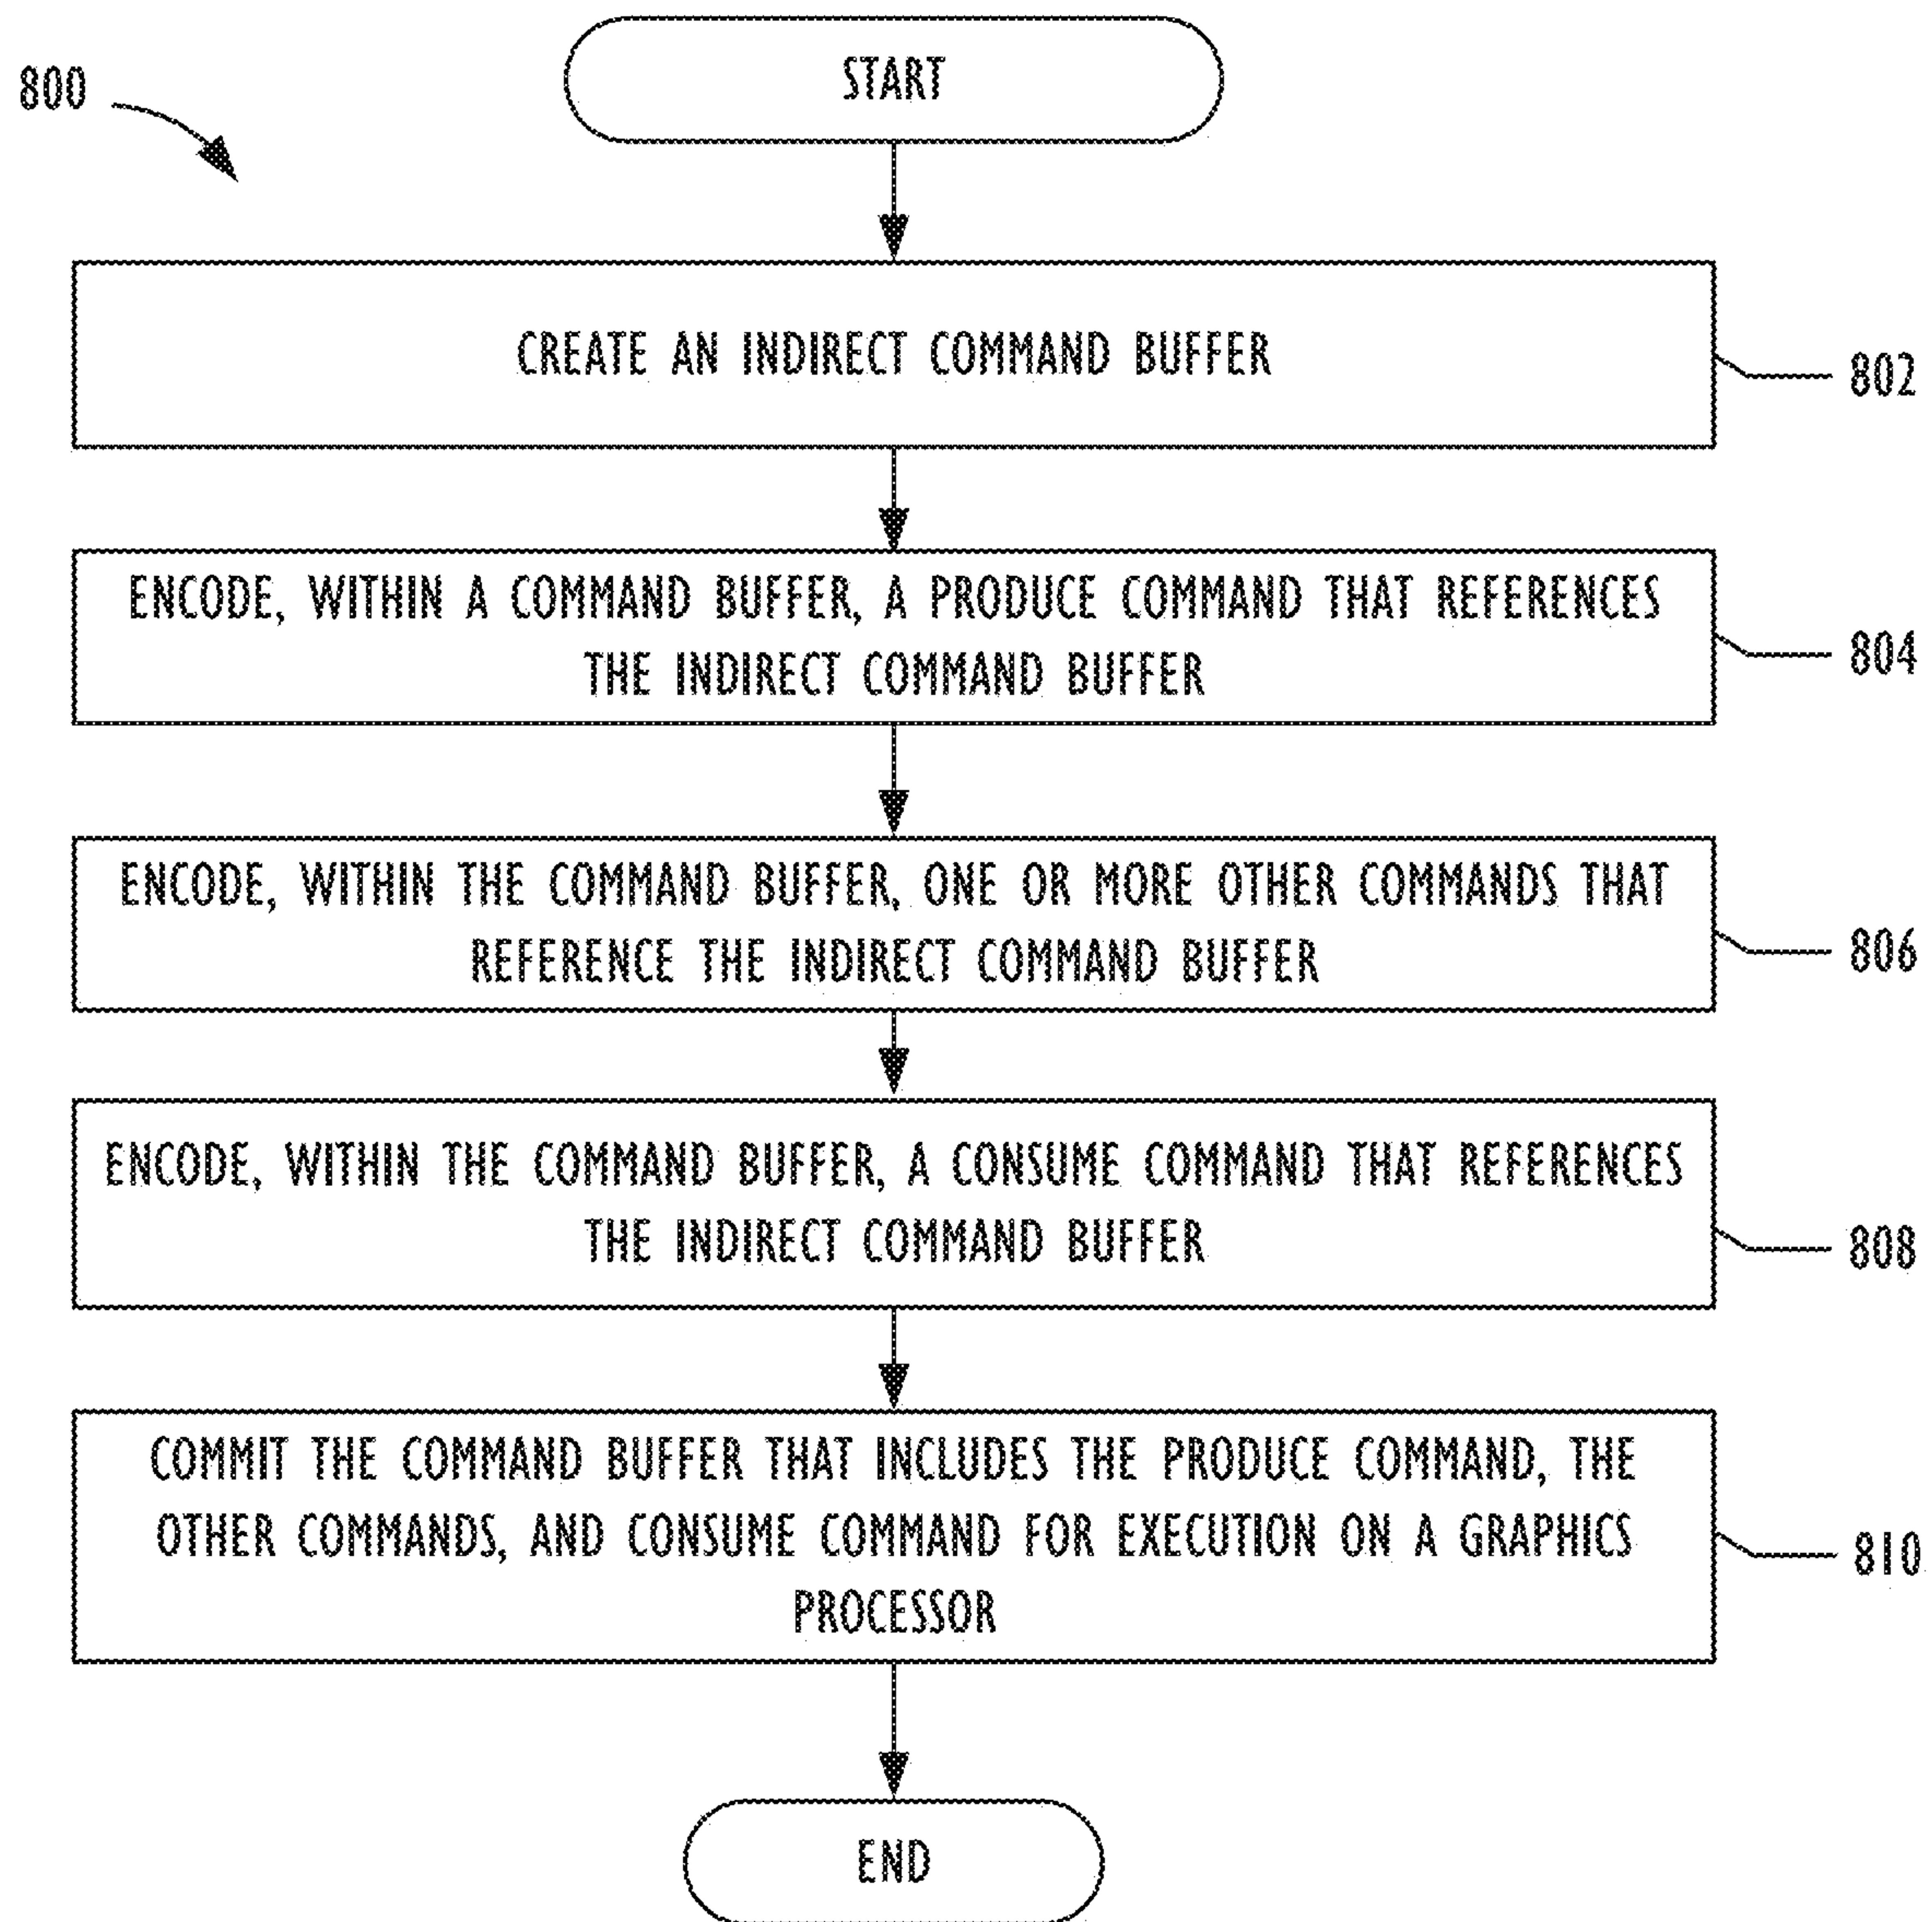 800
START
CREATE AN INDIRECT COMMAND BUFFER
802
ENCODE, WITHIN A COMMAND BUFFER, A PRODUCE COMMAND THAT REFERENCES
THE INDIRECT COMMAND BUFFER
804
ENCODE, WITHIN THE COMMAND BUFFER, ONE OR MORE OTHER COMMANDS THAT
REFERENCE THE INDIRECT COMMAND BUFFER
806
ENCODE, WITHIN THE COMMAND BUFFER, A CONSUME COMMAND THAT REFERENCES
THE INDIRECT COMMAND BUFFER
808
COMMIT THE COMMAND BUFFER THAT INCLUDES THE PRODUCE COMMAND, THE
OTHER COMMANDS, AND CONSUME COMMAND FOR EXECUTION ON A GRAPHICS
PROCESSOR
810
END